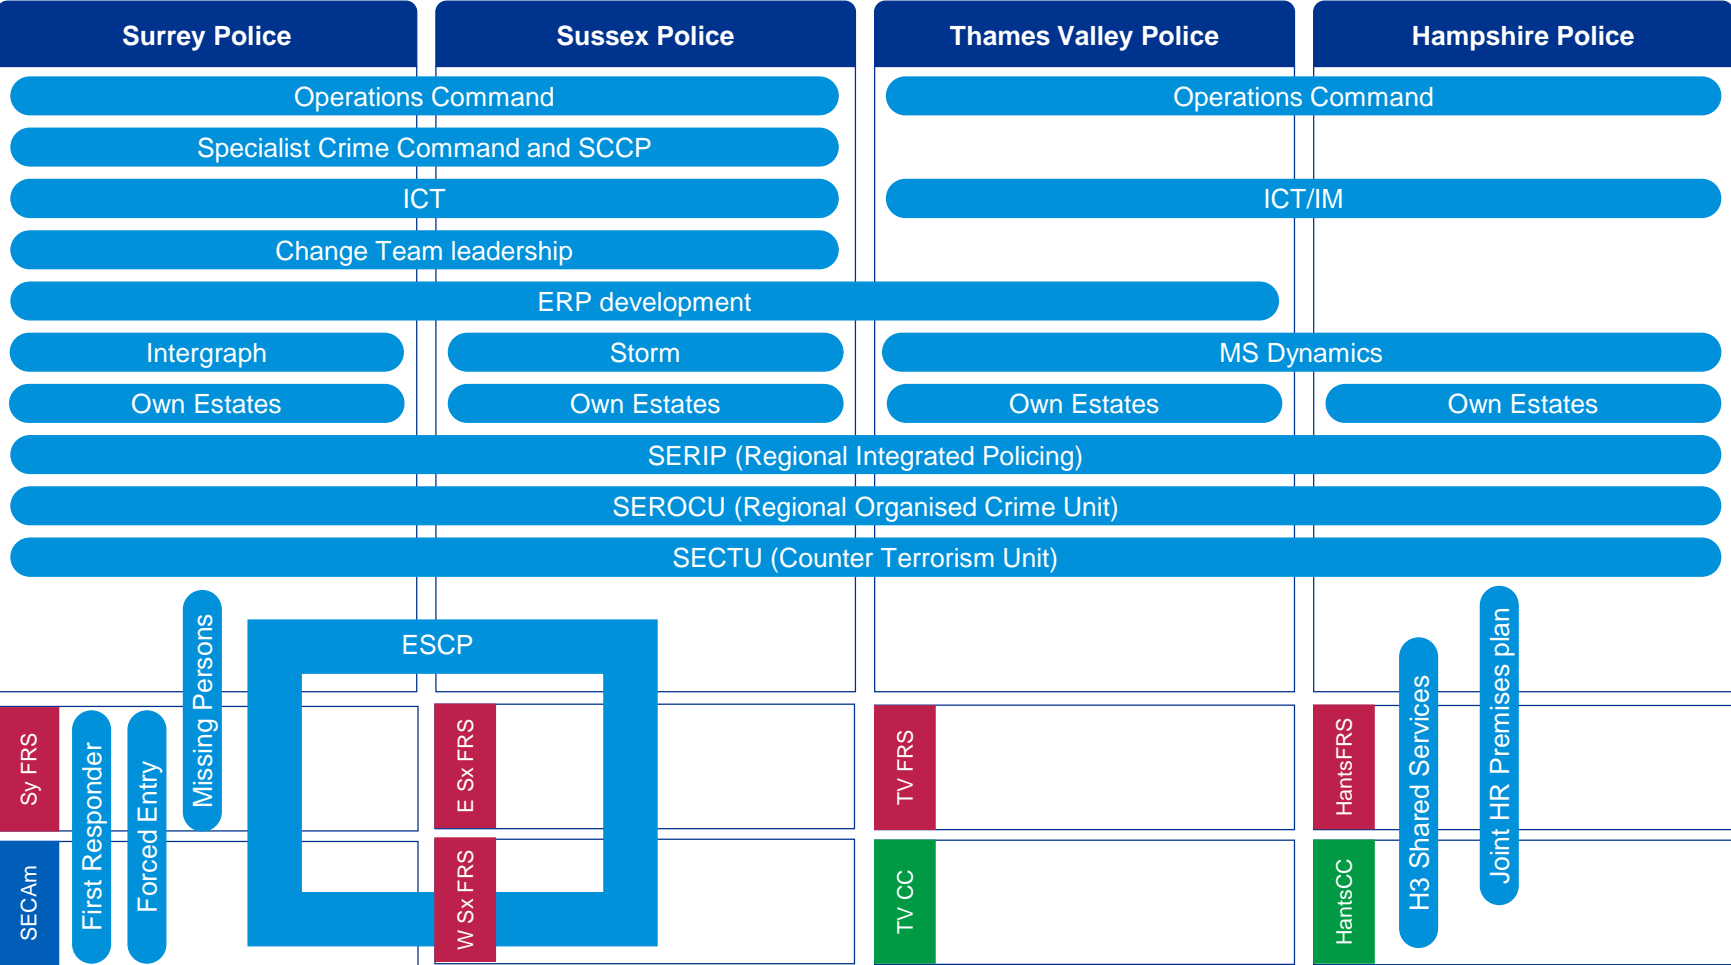 Surrey Police
Sussex Police
Thames Valley Police
Hampshire Police
Operations Command
Operations Command
Specialist Crime Command and SCCP
ICT
ICT/IM
Change Team leadership
ERP development
Intergraph
Storm
MS Dynamics
Own Estates
Own Estates
Own Estates
Own Estates
SERIP (Regional Integrated Policing)
SEROCU (Regional Organised Crime Unit)
SECTU (Counter Terrorism Unit)
Missing Persons
ESCP
Joint HR Premises plan
H3 Shared Services
Sy FRS
First Responder
Forced Entry
E Sx FRS
TV FRS
HantsFRS
SECAm
W Sx FRS
TV CC
HantsCC